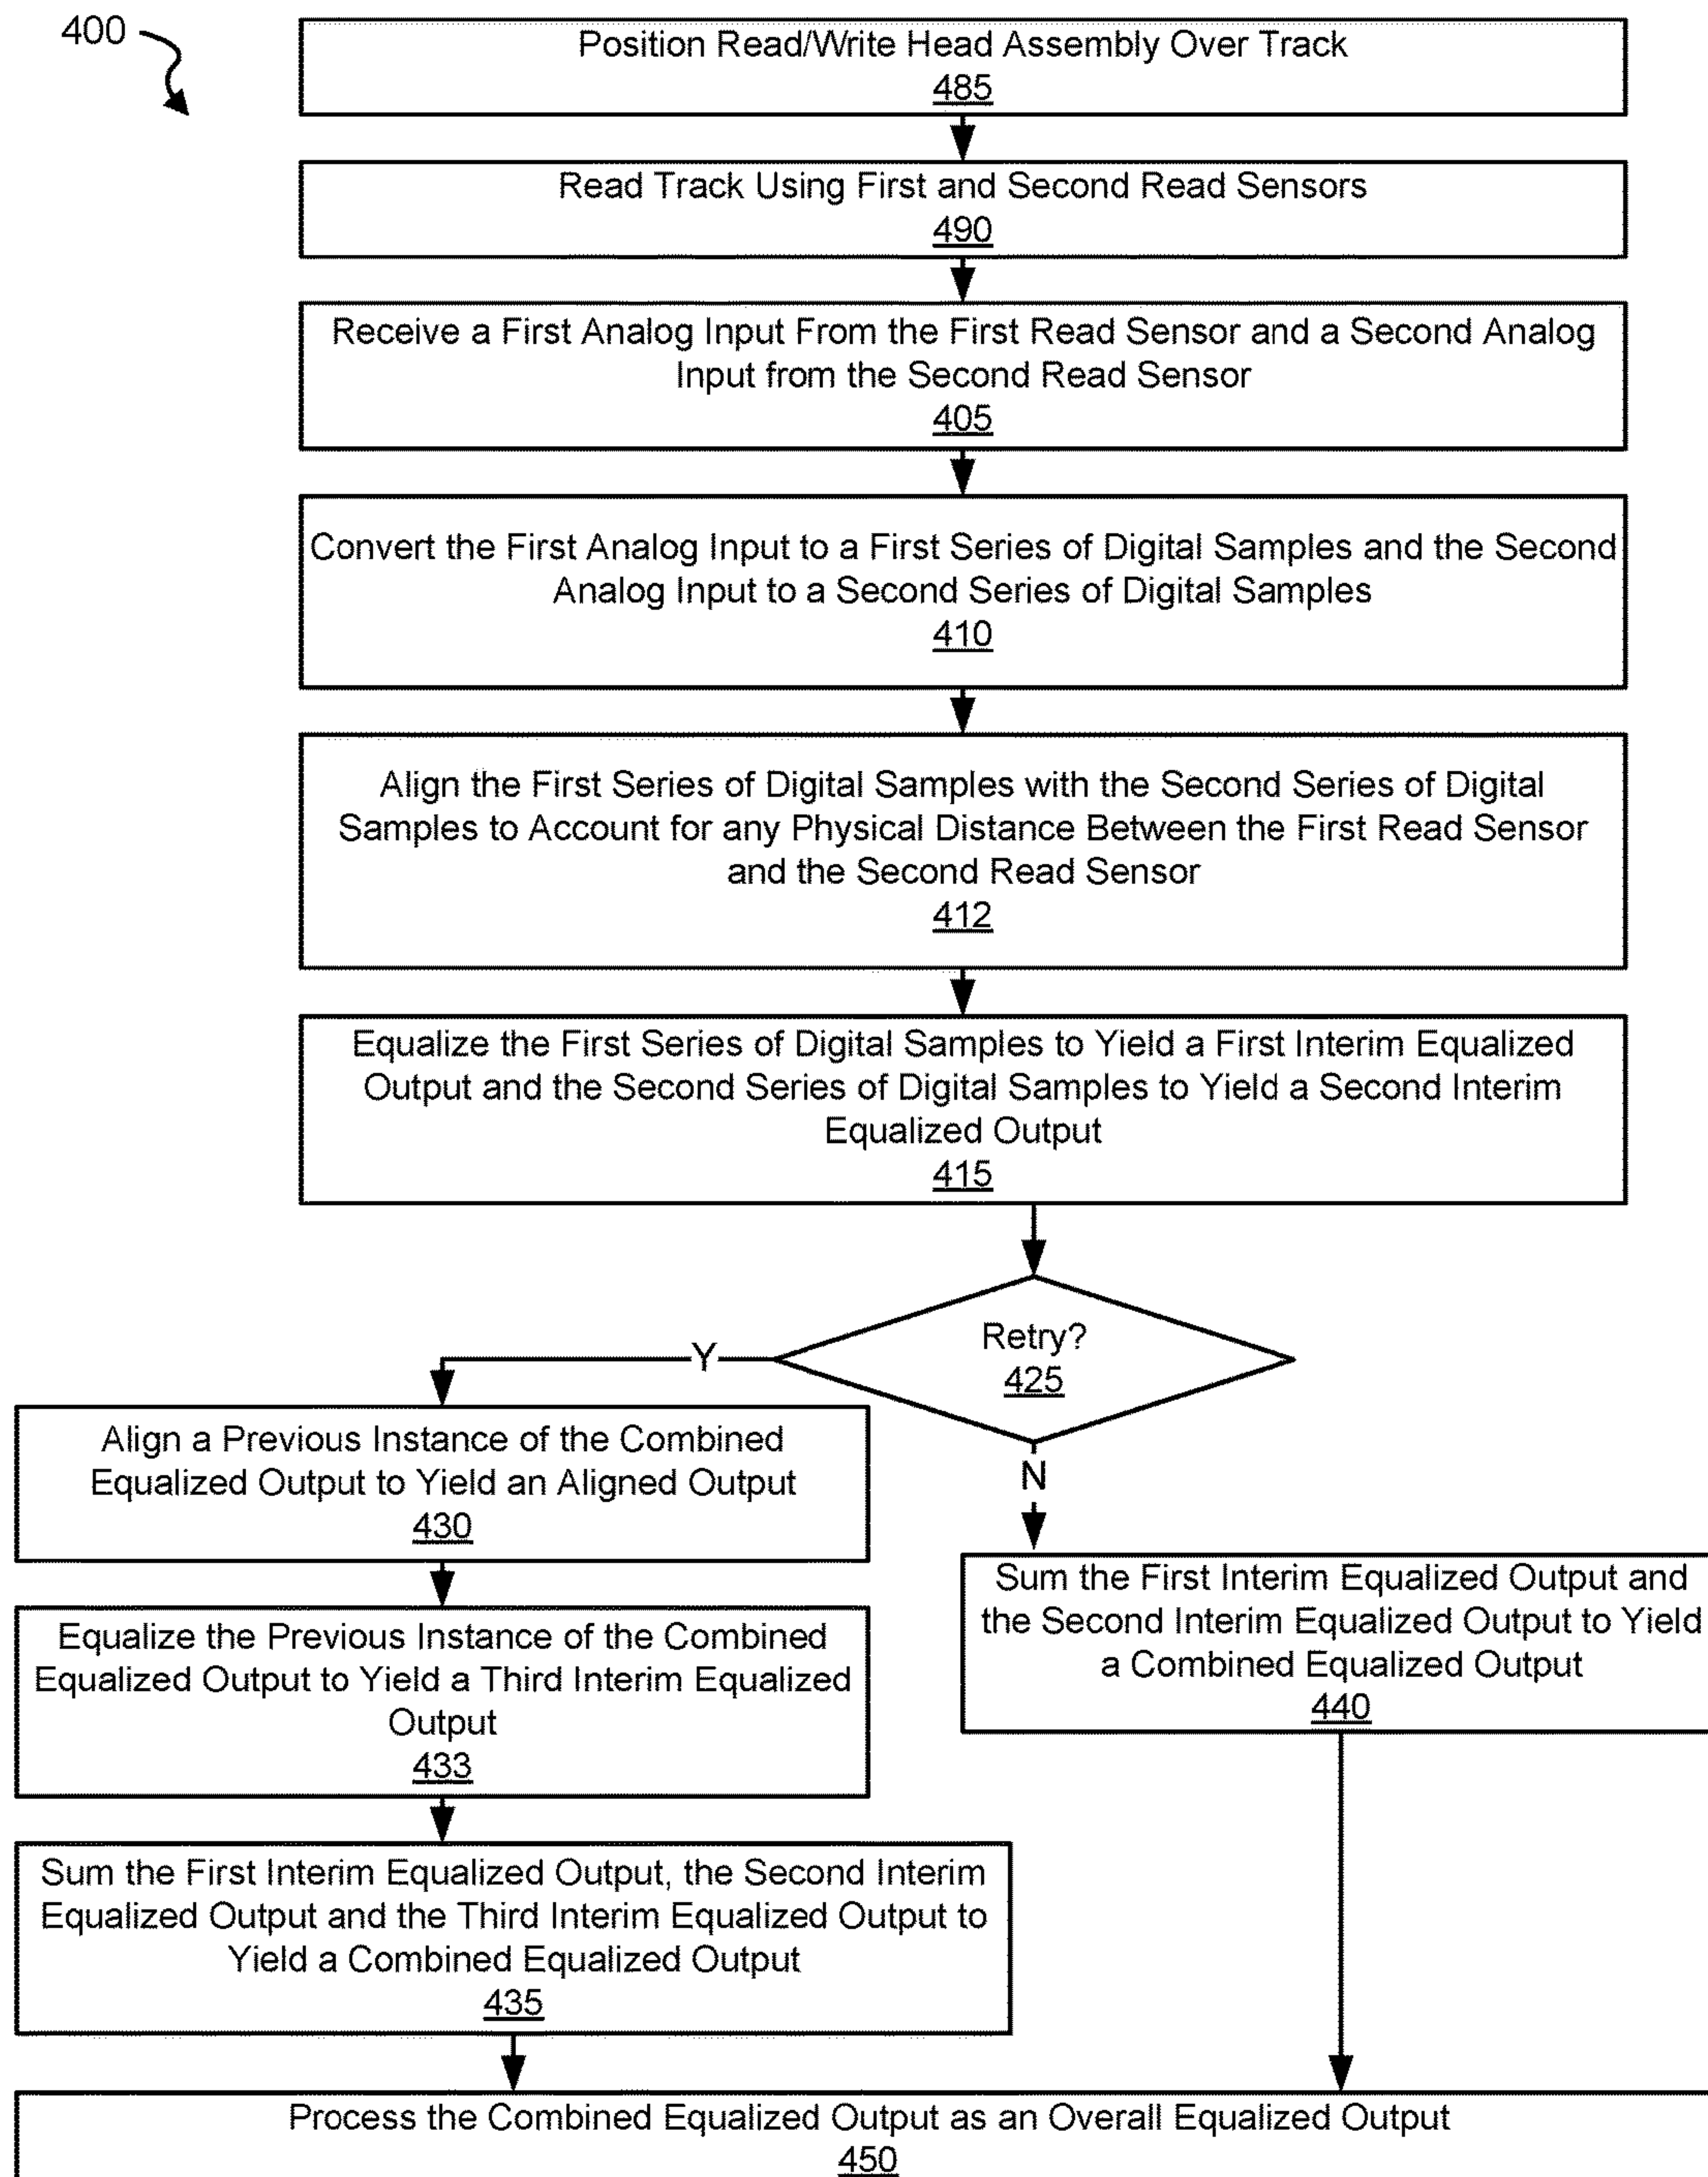 400
Position Read/Write Head Assembly Over Track
485
Read Track Using First and Second Read Sensors
490
Receive a First Analog Input From the First Read Sensor and a Second Analog
Input from the Second Read Sensor
405
Convert the First Analog Input to a First Series of Digital Samples and the Second
Analog Input to a Second Series of Digital Samples
410
Align the First Series of Digital Samples with the Second Series of Digital
Samples to Account for any Physical Distance Between the First Read Sensor
and the Second Read Sensor
412
Equalize the First Series of Digital Samples to Yield a First Interim Equalized
Output and the Second Series of Digital Samples to Yield a Second Interim
Equalized Output
415
Retry?
425
Y
N
Align a Previous Instance of the Combined
Equalized Output to Yield an Aligned Output
430
Equalize the Previous Instance of the Combined
Equalized Output to Yield a Third Interim Equalized
Output
433
Sum the First Interim Equalized Output, the Second Interim
Equalized Output and the Third Interim Equalized Output to
Yield a Combined Equalized Output
435
Sum the First Interim Equalized Output and
the Second Interim Equalized Output to Yield
a Combined Equalized Output
440
Process the Combined Equalized Output as an Overall Equalized Output
450